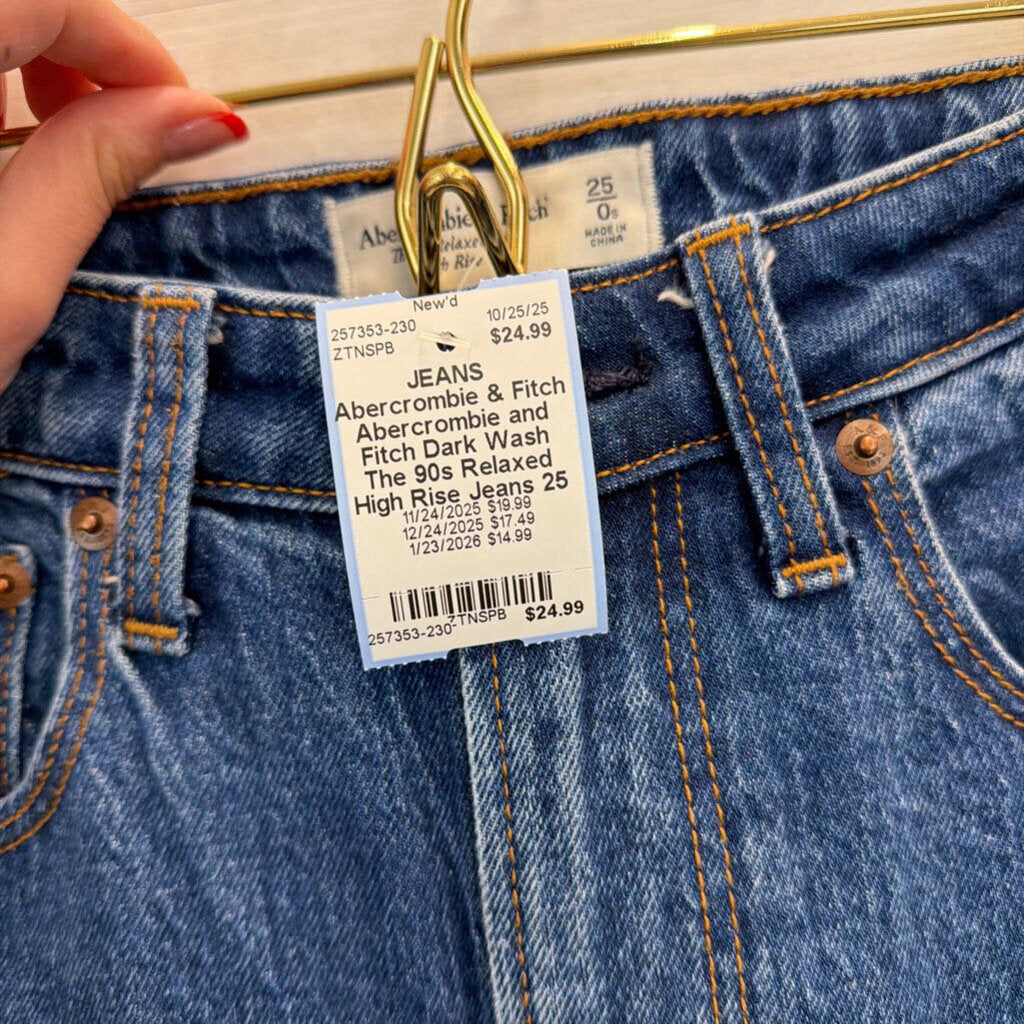 25
0s
MADE IN
CHINA
New'd
257353-230
10/25/25
ZTNSPB
$24.99
JEANS
Abercrombie & Fitch
Abercrombie and
Fitch Dark Wash
The 90s Relaxed
High Rise Jeans 25
11/24/2025 $19.99
12/24/2025 $17.49
1/23/2026 $14.99
257353-230-ZTNSPB
$24.99